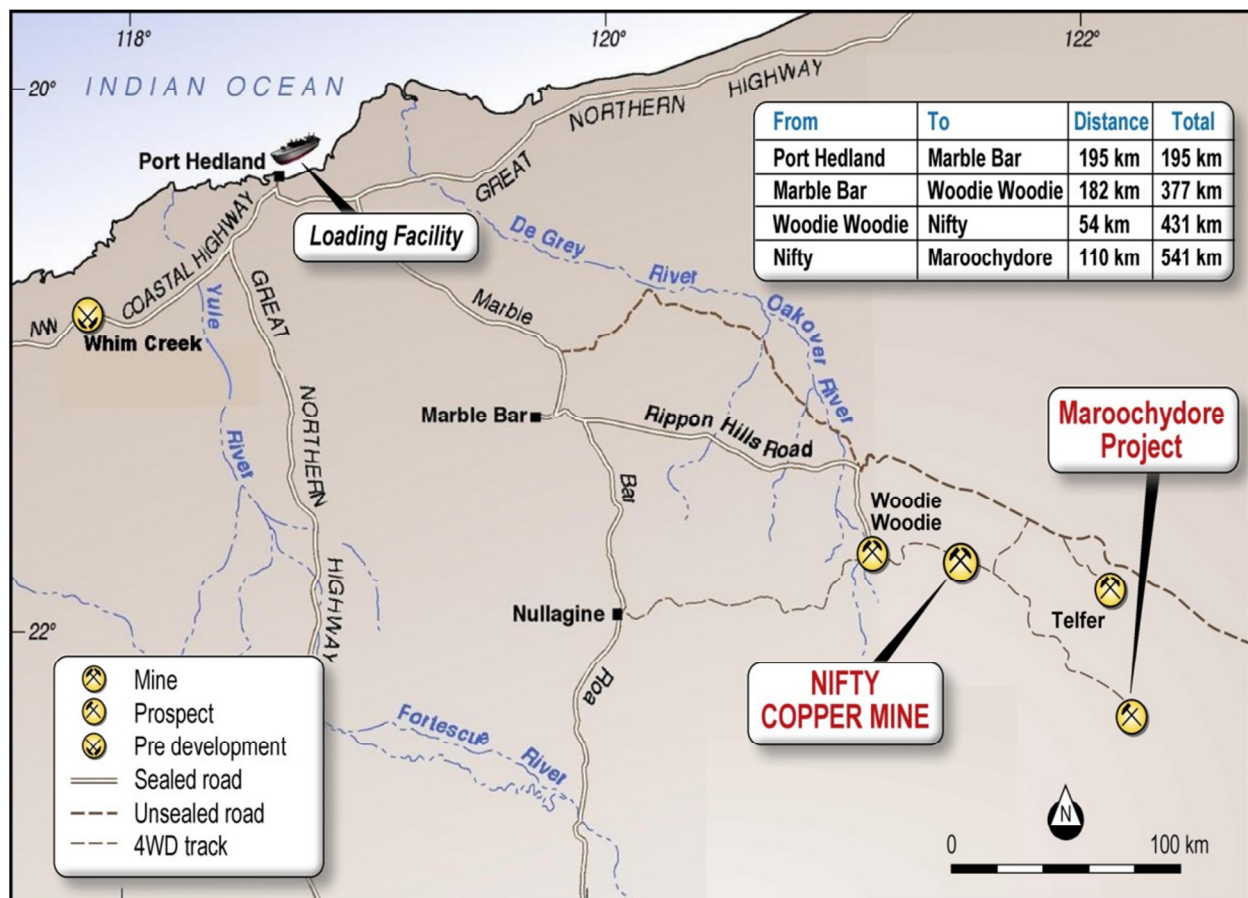 118°
120°
122°
20°
22°
INDIAN OCEAN
Port Hedland
Loading Facility
GREAT NORTHERN HIGHWAY
From To Distance Total
Port Hedland Marble Bar 195 km 195 km
Marble Bar Woodie Woodie 182 km 377 km
Woodie Woodie Nifty 54 km 431 km
Nifty Maroochydore 110 km 541 km
NW COASTAL HIGHWAY
Whim Creek
Yule River
GREAT NORTHERN HIGHWAY
De Grey River
Oakover River
Marble Bar Roa
Marble Bar
Rippon Hills Road
Maroochydore
Project
Woodie
Woodie
Telfer
Nullagine
NIFTY
COPPER MINE
Fortescue River
Mine
Prospect
Pre development
Sealed road
Unsealed road
4WD track
N
0 100 km